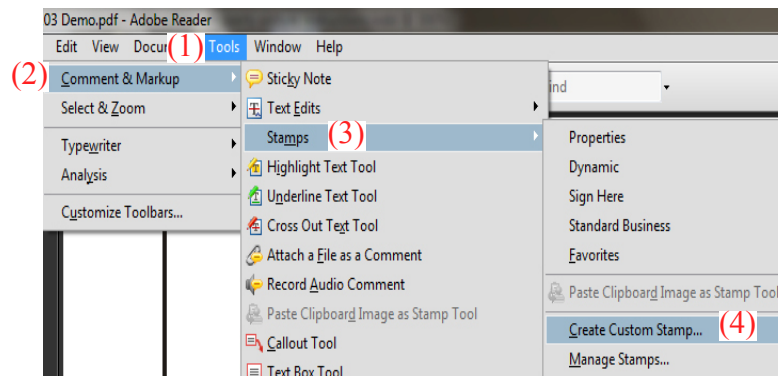 03 Demo.pdf - Adobe Reader
Edit View Docu (1) Tools Window Help
(2) Comment & Markup
Select & Zoom
Typewriter
Analysis
Customize Toolbars...
Sticky Note
Text Edits
Stamps (3)
Highlight Text Tool
Underline Text Tool
Cross Out Text Tool
Attach a File as a Comment
Record Audio Comment
Paste Clipboard Image as Stamp Tool
Callout Tool
Text Box Tool
ind
Properties
Dynamic
Sign Here
Standard Business
Favorites
Paste Clipboard Image as Stamp Tool
Create Custom Stamp... (4)
Manage Stamps...